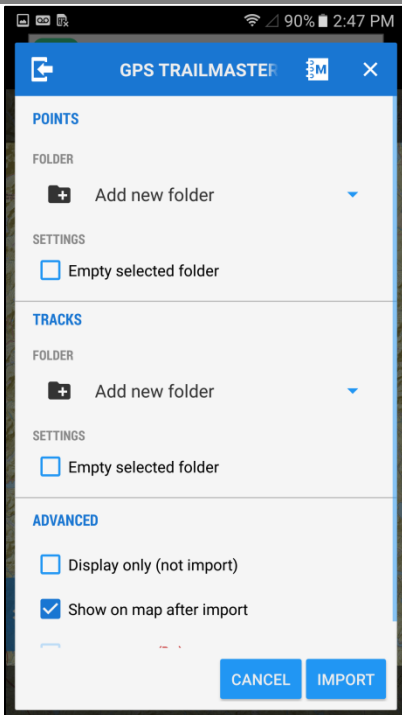 90% 2:47 PM
GPS TRAILMASTER M
POINTS
FOLDER
Add new folder
SETTINGS
Empty selected folder
TRACKS
FOLDER
Add new folder
SETTINGS
Empty selected folder
ADVANCED
Display only (not import)
Show on map after import
CANCEL IMPORT